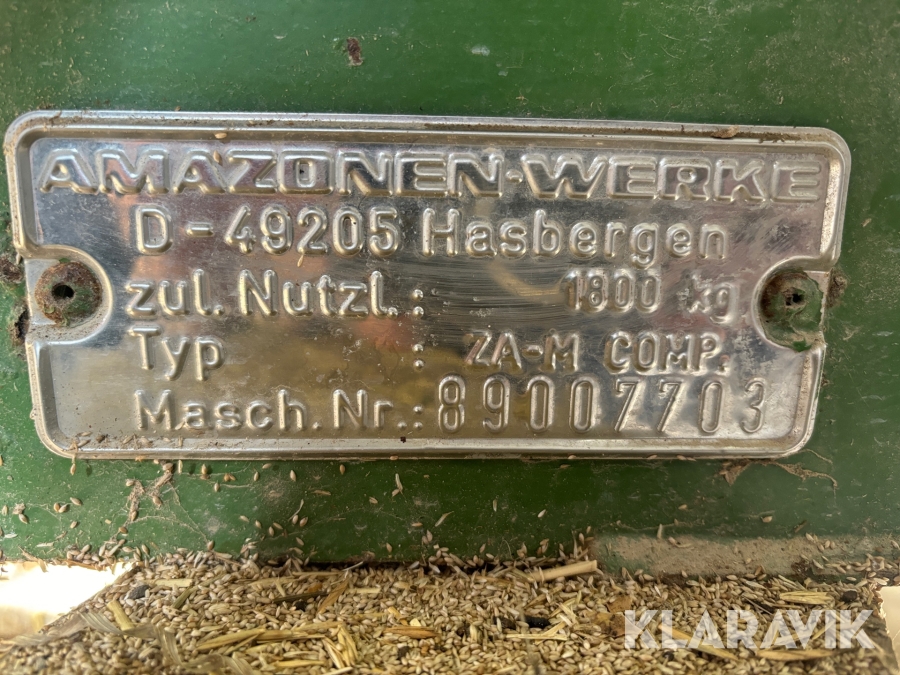 AMAZONEN-WERKE
D-49205 Hasbergen
zul. Nutzl.: 1800 kg
Typ : ZA-M COMP.
Masch. Nr.: 89007703
KLARAVIK